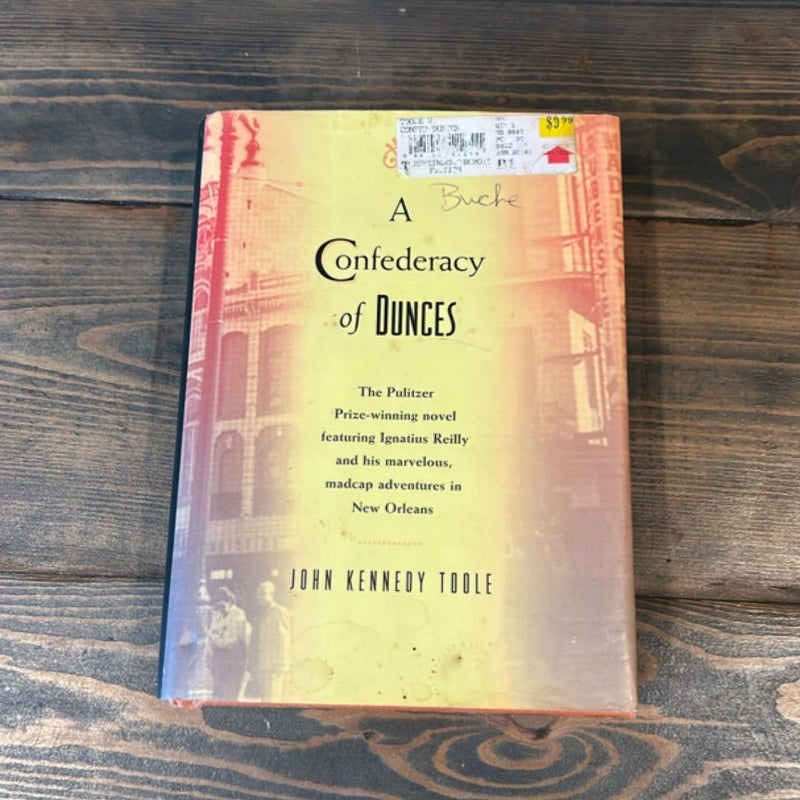 $3.99
Buche
A
Confederacy
of DUNCES
The Pulitzer
Prize-winning novel
featuring Ignatius Reilly
and his marvelous,
madcap adventures in
New Orleans
JOHN KENNEDY TOOLE